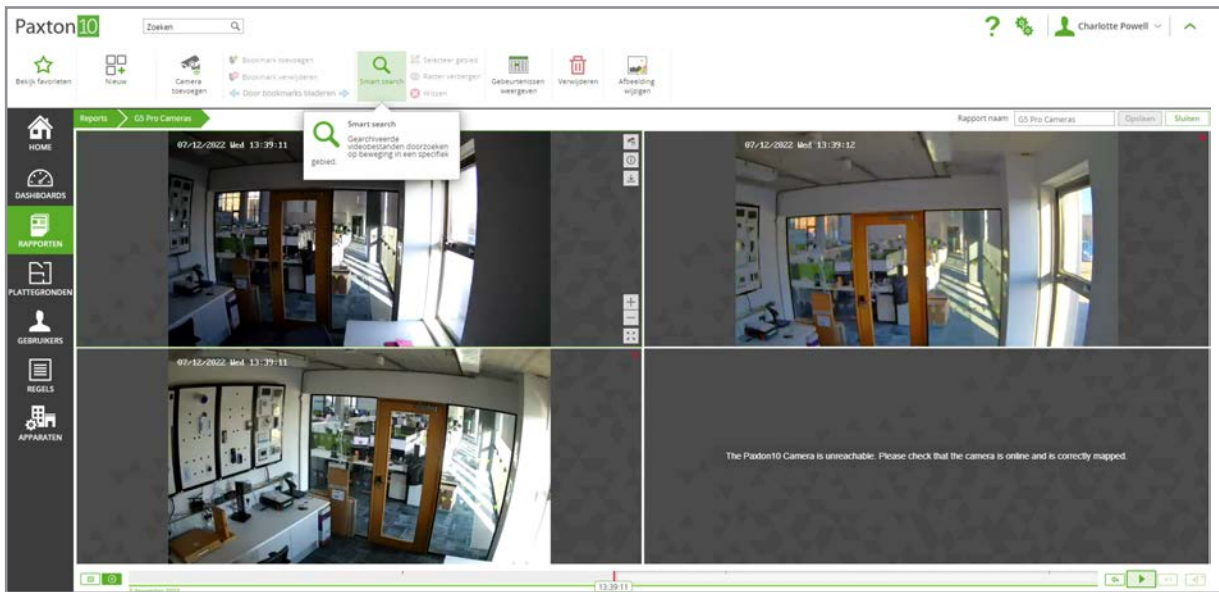 Paxton 10
Zoeken
Charlotte Powell
Bekijk favorieten
Nieuw
Camera
toevoegen
Bookmark toevoegen
Bookmark verwijderen
Door bookmarks bladeren
Smart search
Selecteer gebied
Raster verbergen
Wissen
Gebeurtenissen
weergeven
Verwijderen
Afbeelding
wijzigen
Reports
G5 Pro Cameras
Rapport naam
G5 Pro Cameras
Opslaan
Sluiten
Smart search
Gearchiveerde
videobestanden doorzoeken
op beweging in een specifiek
gebied.
HOME
DASHBOARDS
RAPPORTEN
PLATTEGRONDEN
GEBRUIKERS
REGELS
APPARATEN
07/12/2022 Wed 13:39:11
07/12/2022 Wed 13:39:12
07/12/2022 Wed 13:39:11
The Paxton10 Camera is unreachable. Please check that the camera is online and is correctly mapped.
13:39:11